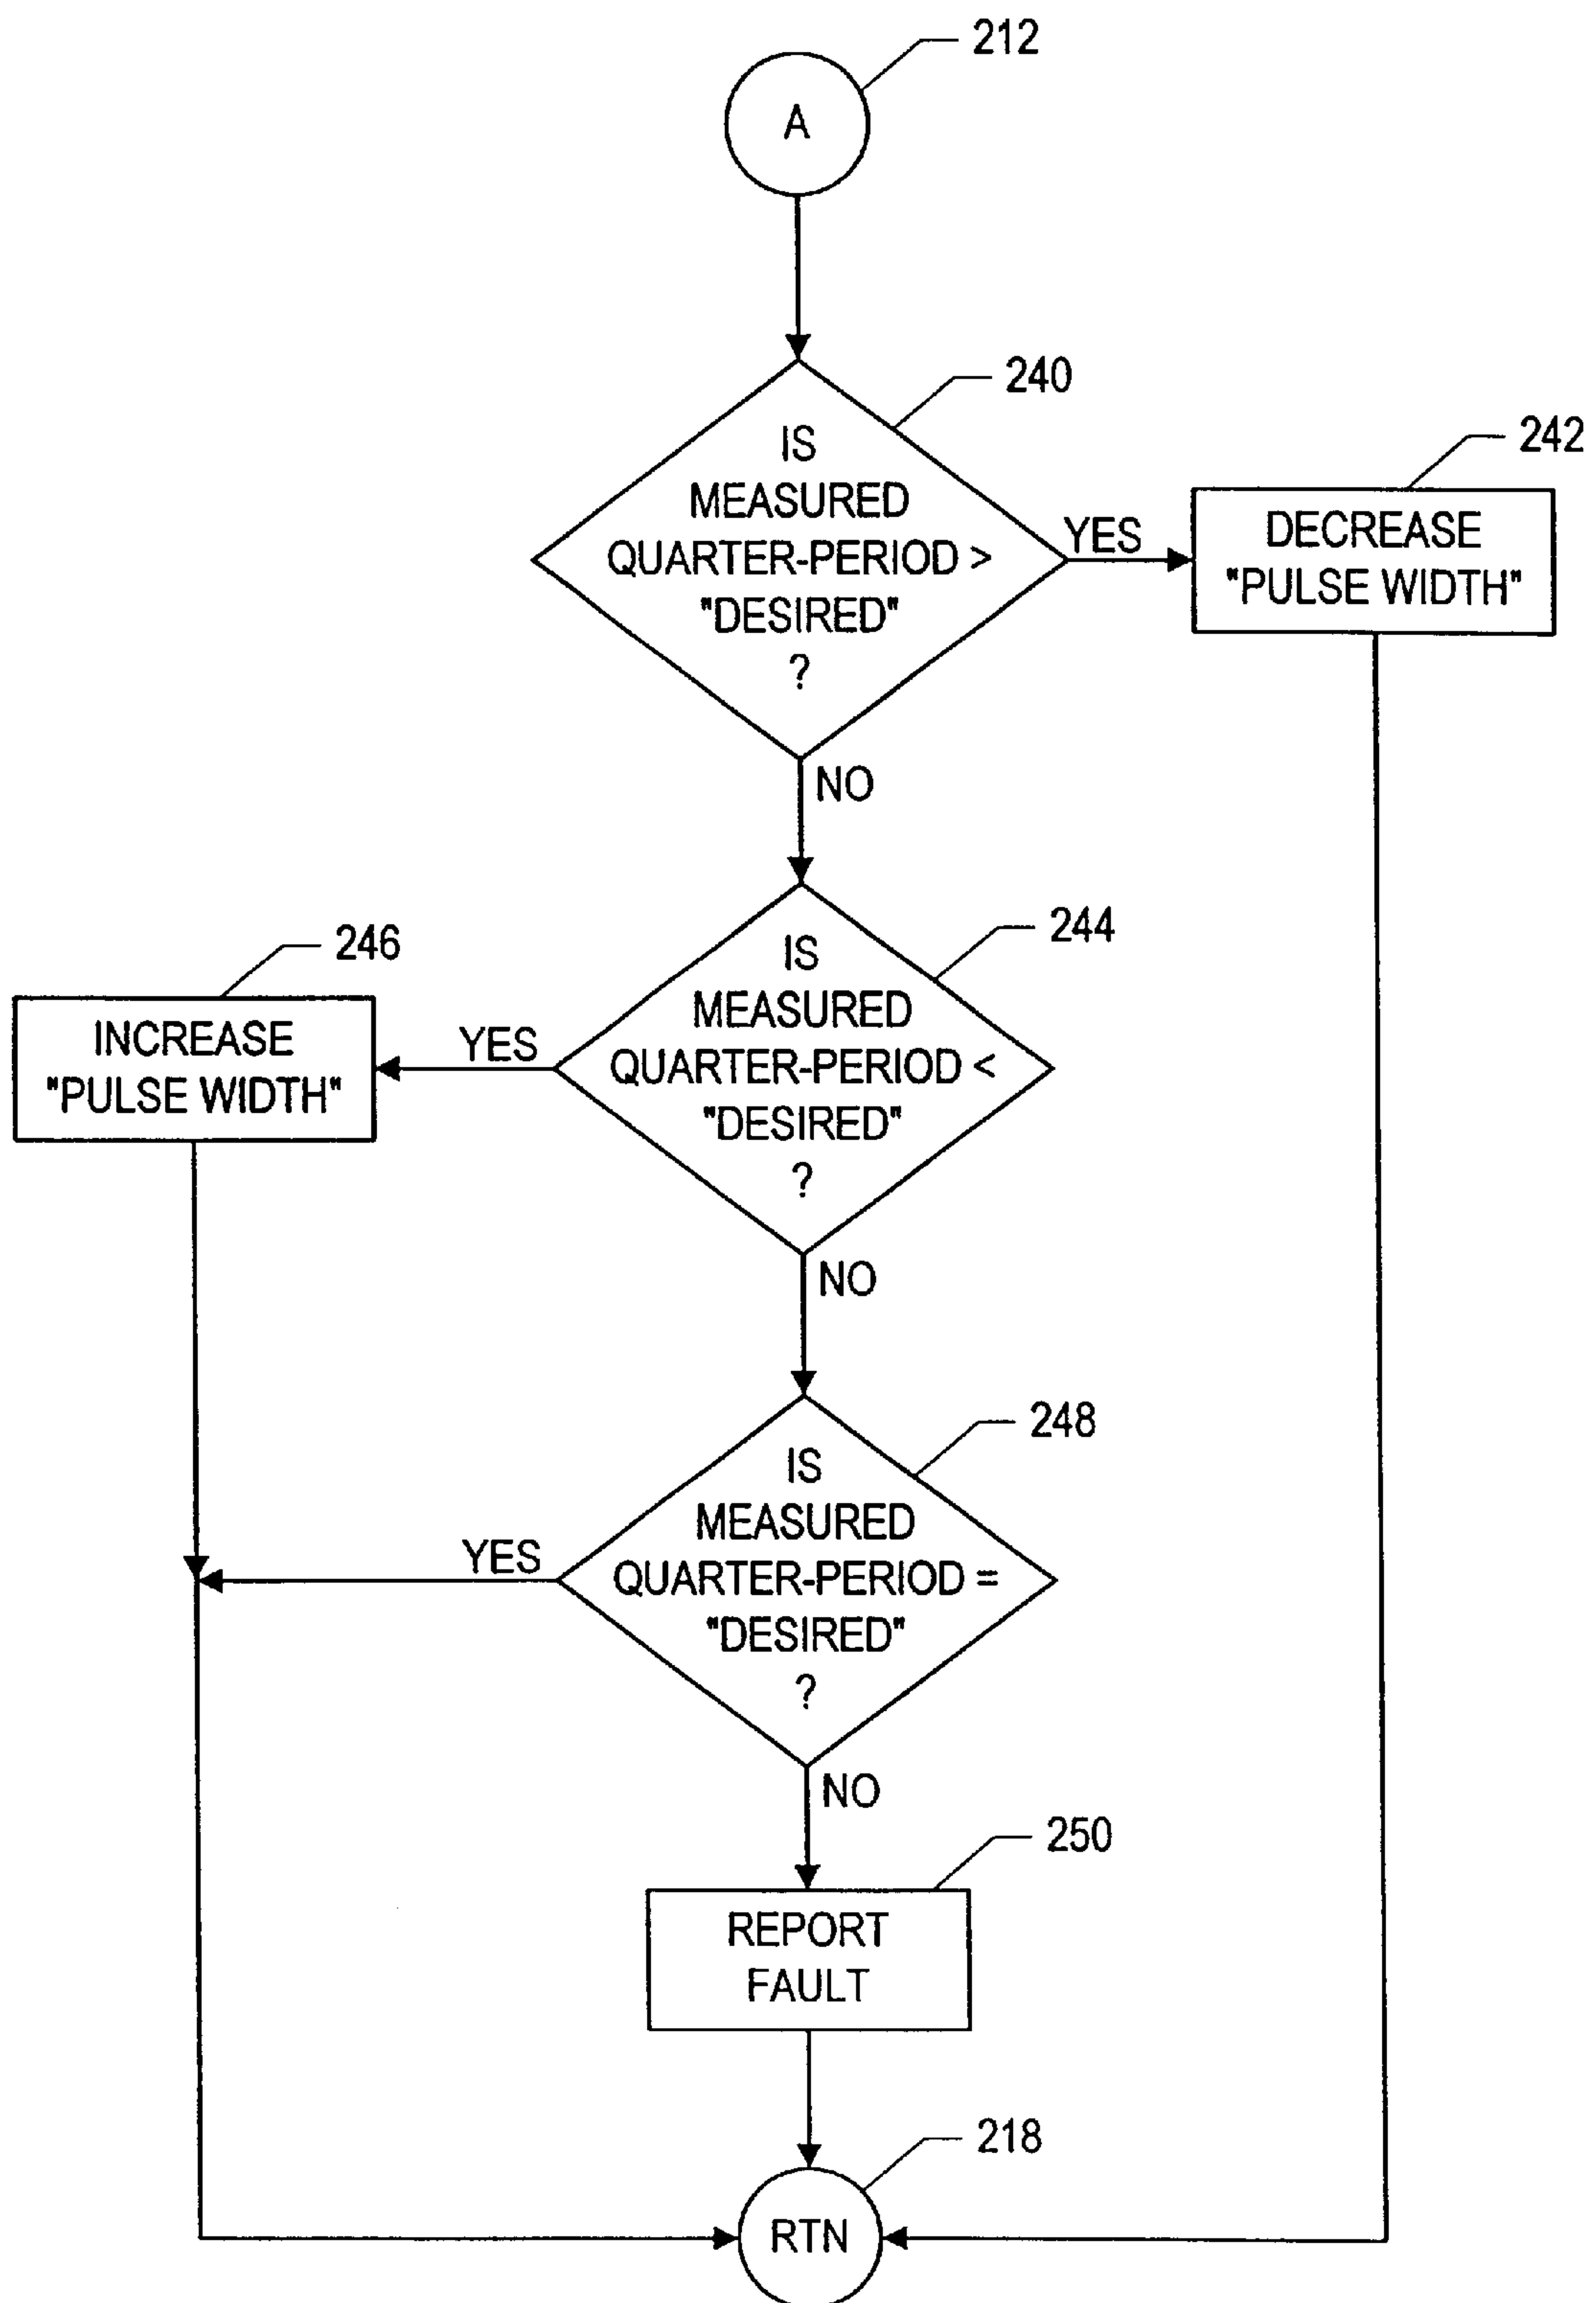 212
A
240
IS
MEASURED
QUARTER-PERIOD >
"DESIRED"
?
YES
242
DECREASE
"PULSE WIDTH"
NO
244
IS
MEASURED
QUARTER-PERIOD <
"DESIRED"
?
YES
246
INCREASE
"PULSE WIDTH"
NO
248
IS
MEASURED
QUARTER-PERIOD =
"DESIRED"
?
YES
NO
250
REPORT
FAULT
218
RTN